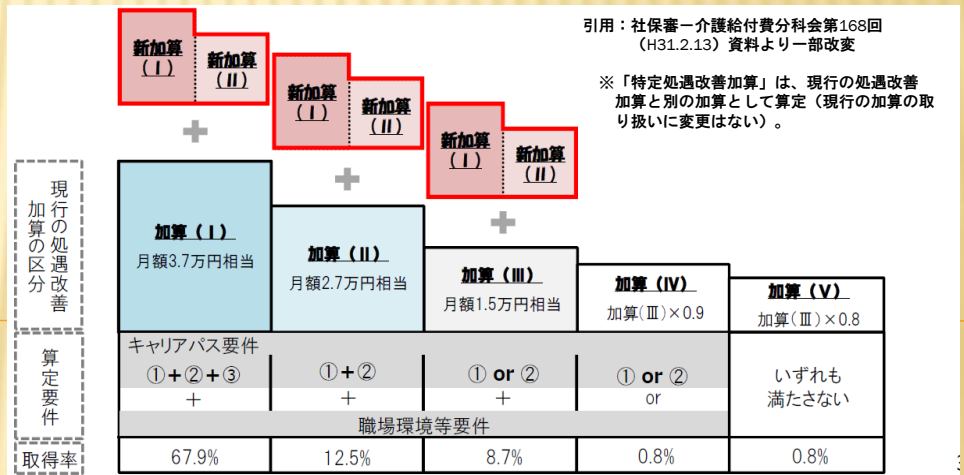 引用：社保審－介護給付費分科会第168回
（H31.2.13）資料より一部改変
※「特定処遇改善加算」は、現行の処遇改善
加算と別の加算として算定（現行の加算の取
り扱いに変更はない）。
新加算
（Ⅰ）
新加算
（Ⅱ）
新加算
（Ⅰ）
新加算
（Ⅱ）
新加算
（Ⅰ）
新加算
（Ⅱ）
+
+
+
現行の処遇改善
加算の区分
加算（Ⅰ）
月額3.7万円相当
加算（Ⅱ）
月額2.7万円相当
加算（Ⅲ）
月額1.5万円相当
加算（Ⅳ）
加算（Ⅲ）×0.9
加算（Ⅴ）
加算（Ⅲ）×0.8
算定要件
キャリアパス要件
①+②+③
①+②
① or ②
① or ②
いずれも
満たさない
+
+
+
or
職場環境等要件
取得率
67.9%
12.5%
8.7%
0.8%
0.8%